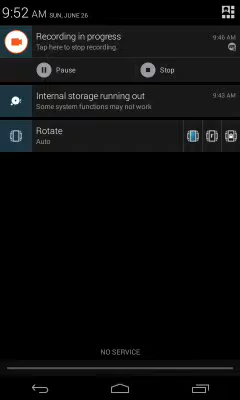 9:52 AM SUN, JUNE 26
Recording in progress 9:46 AM
Tap here to stop recording.
Pause Stop
Internal storage running out 9:43 AM
Some system functions may not work
Rotate
Auto
NO SERVICE